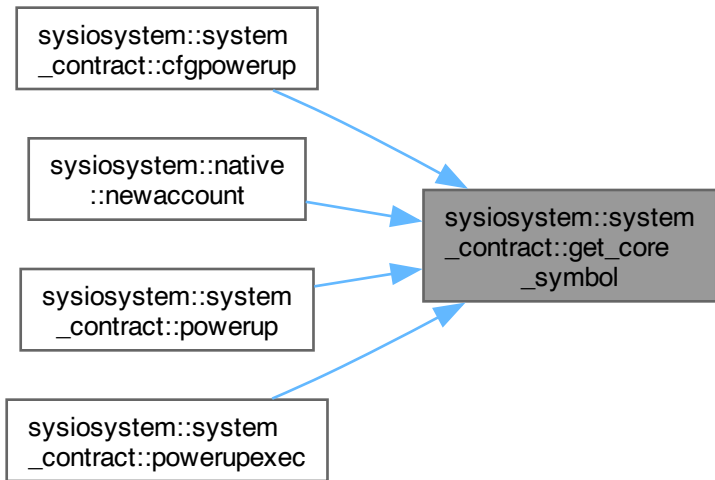 sysiosystem::system
_contract::cfgpowerup
sysiosystem::native
::newaccount
sysiosystem::system
_contract::powerup
sysiosystem::system
_contract::powerupexec
sysiosystem::system
_contract::get_core
_symbol